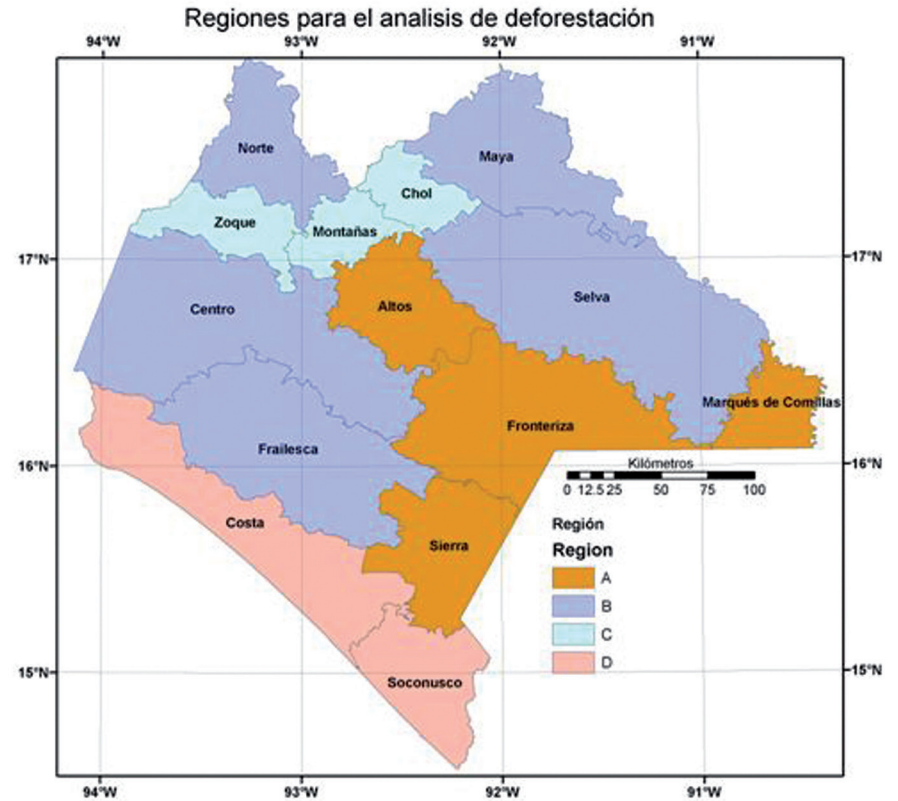 Regiones para el analisis de deforestación
94°W 93°W 92°W 91°W
Norte
Maya
Chol
Zoque
Montañas
17°N 17°N
Selva
Altos
Centro
Marqués de Comillas
Fronteriza
Frailesca
16°N 16°N
Kilómetros
0 12.5 25 50 75 100
Costa
Región
Sierra
Region
A
B
C
D
15°N 15°N
Soconusco
94°W 93°W 92°W 91°W